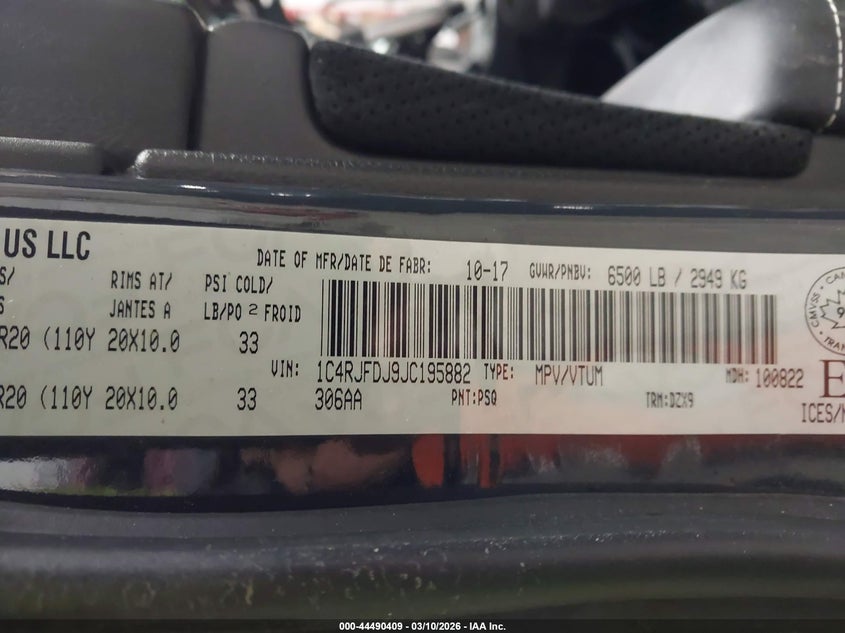 US LLC
DATE OF MFR/DATE DE FABR: 10-17 GVWR/PNBV: 6500 LB / 2949 KG
S/ RIMS AT/ PSI COLD/
S JANTES A LB/PO 2 FROID
R20 (110Y 20X10.0 33
VIN: 1C4RJFDJ9JC195882 TYPE: MPV/VTUM MDH: 100822
R20 (110Y 20X10.0 33 306AA PNT:PSQ TRM:DZX9
CMVSS
ICES/N
000-44490409 - 03/10/2026 - IAA Inc.